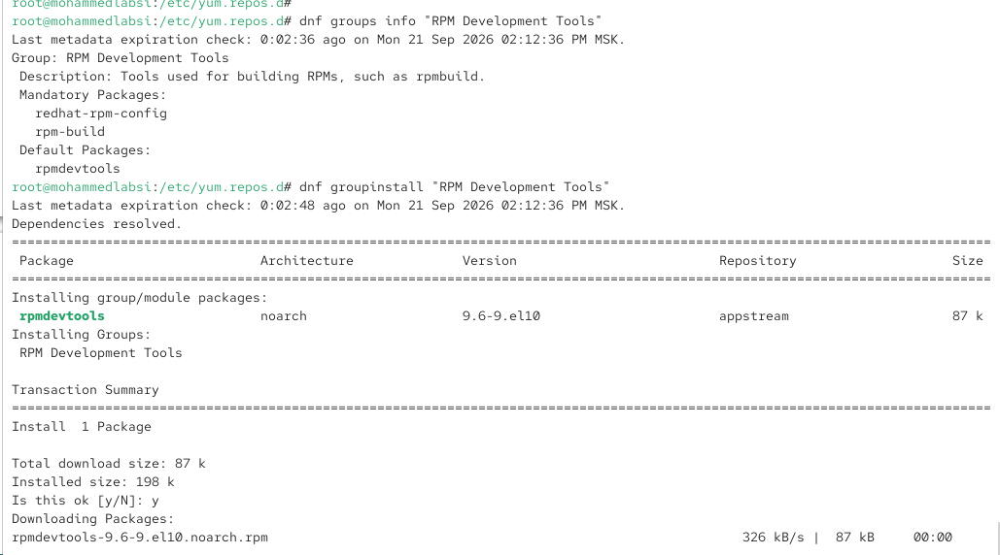 root@mohammedlabsi:/etc/yum.repos.d#
root@mohammedlabsi:/etc/yum.repos.d# dnf groups info "RPM Development Tools"
Last metadata expiration check: 0:02:36 ago on Mon 21 Sep 2026 02:12:36 PM MSK.
Group: RPM Development Tools
 Description: Tools used for building RPMs, such as rpmbuild.
 Mandatory Packages:
   redhat-rpm-config
   rpm-build
 Default Packages:
   rpmdevtools
root@mohammedlabsi:/etc/yum.repos.d# dnf groupinstall "RPM Development Tools"
Last metadata expiration check: 0:02:48 ago on Mon 21 Sep 2026 02:12:36 PM MSK.
Dependencies resolved.
==============================================================================================================================
 Package                        Architecture              Version                          Repository                    Size
==============================================================================================================================
Installing group/module packages:
 rpmdevtools                    noarch                    9.6-9.el10                       appstream                     87 k
Installing Groups:
 RPM Development Tools
Transaction Summary
==============================================================================================================================
Install  1 Package
Total download size: 87 k
Installed size: 198 k
Is this ok [y/N]: y
Downloading Packages:
rpmdevtools-9.6-9.el10.noarch.rpm                                                             326 kB/s |  87 kB     00:00